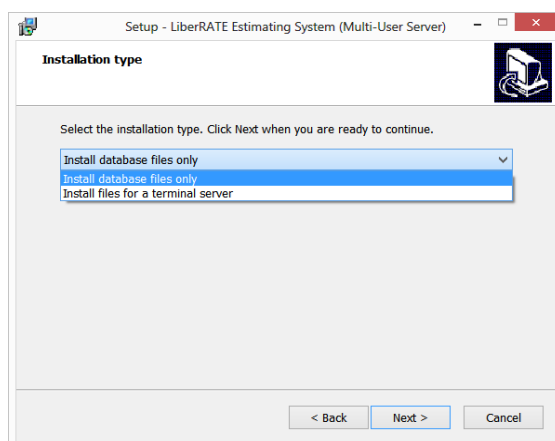 Setup - LiberRATE Estimating System (Multi-User Server)
Installation type
Select the installation type. Click Next when you are ready to continue.
Install database files only
Install database files only
Install files for a terminal server
< Back Next > Cancel